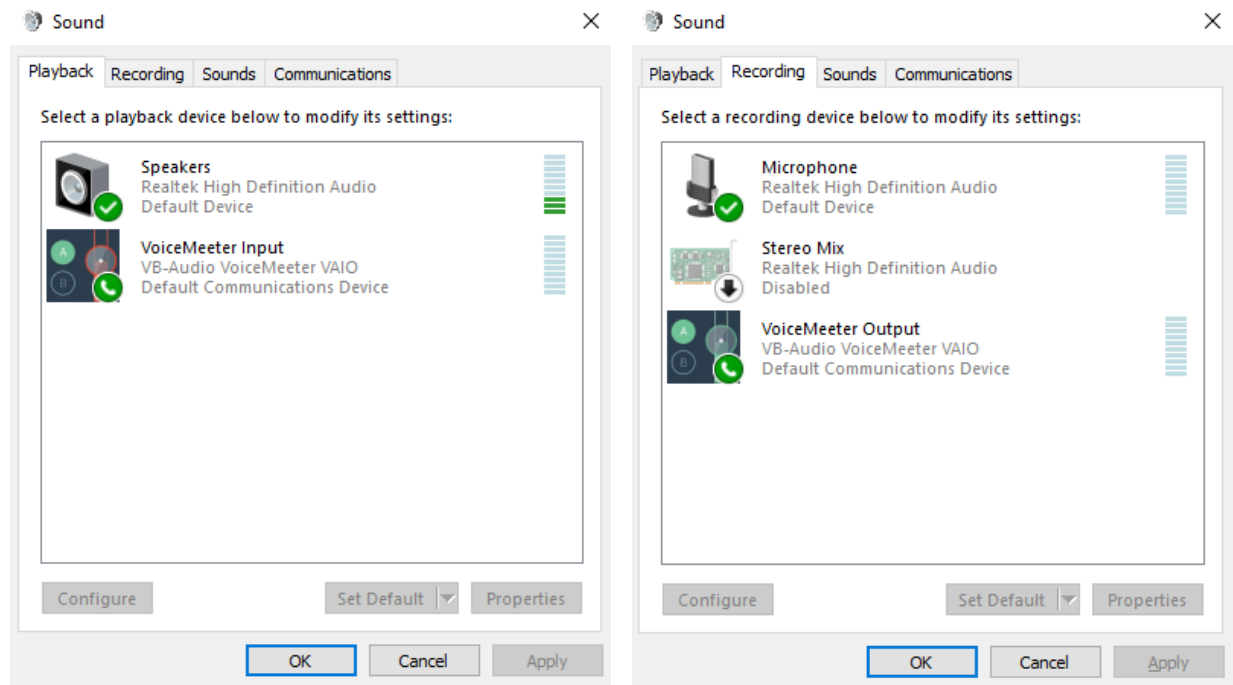 Sound
Playback
Recording
Sounds
Communications
Select a playback device below to modify its settings:
Speakers
Realtek High Definition Audio
Default Device
A
B
VoiceMeeter Input
VB-Audio VoiceMeeter VAIO
Default Communications Device
Configure
Set Default
Properties
OK
Cancel
Apply
Sound
Playback
Recording
Sounds
Communications
Select a recording device below to modify its settings:
Microphone
Realtek High Definition Audio
Default Device
Stereo Mix
Realtek High Definition Audio
Disabled
A
B
VoiceMeeter Output
VB-Audio VoiceMeeter VAIO
Default Communications Device
Configure
Set Default
Properties
OK
Cancel
Apply